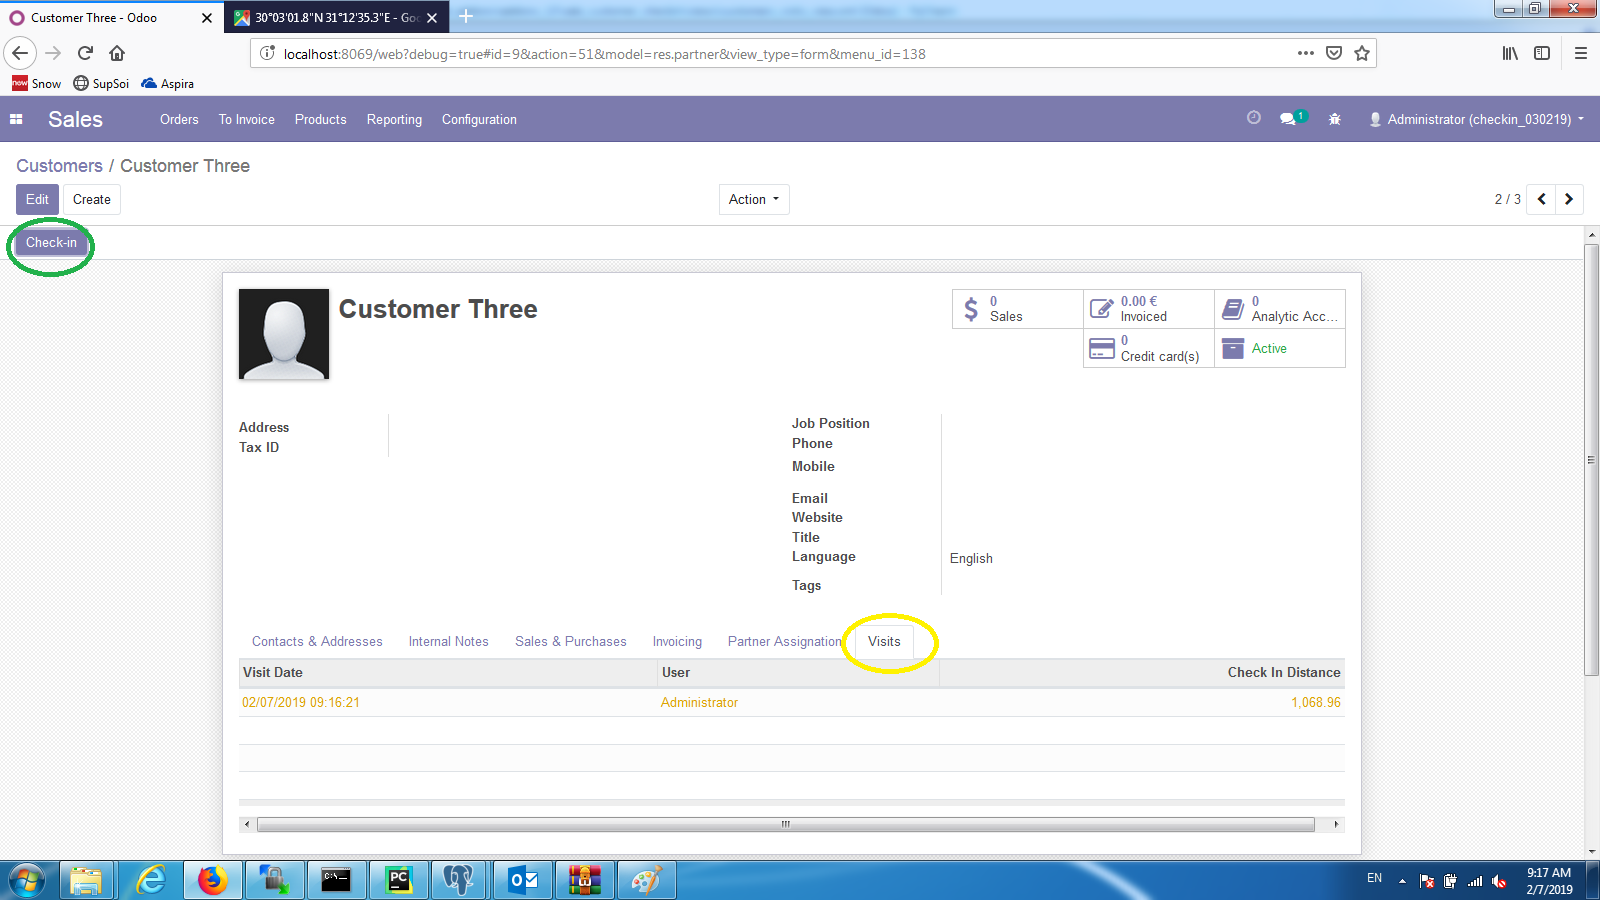 Customer Three - Odoo
30°03'01.8"N 31°12'35.3"E - Goo
localhost:8069/web?debug=true#id=9&action=51&model=res.partner&view_type=form&menu_id=138
Snow SupSoi Aspira
Sales Orders To Invoice Products Reporting Configuration 1 Administrator (checkin_030219)
Customers / Customer Three
Edit Create Action 2 / 3
Check-in
Customer Three
0 Sales
0.00 € Invoiced
0 Analytic Acc...
0 Credit card(s)
Active
Address
Tax ID
Job Position
Phone
Mobile
Email
Website
Title
Language English
Tags
Contacts & Addresses Internal Notes Sales & Purchases Invoicing Partner Assignation Visits
Visit Date User Check In Distance
02/07/2019 09:16:21 Administrator 1,068.96
EN
9:17 AM
2/7/2019